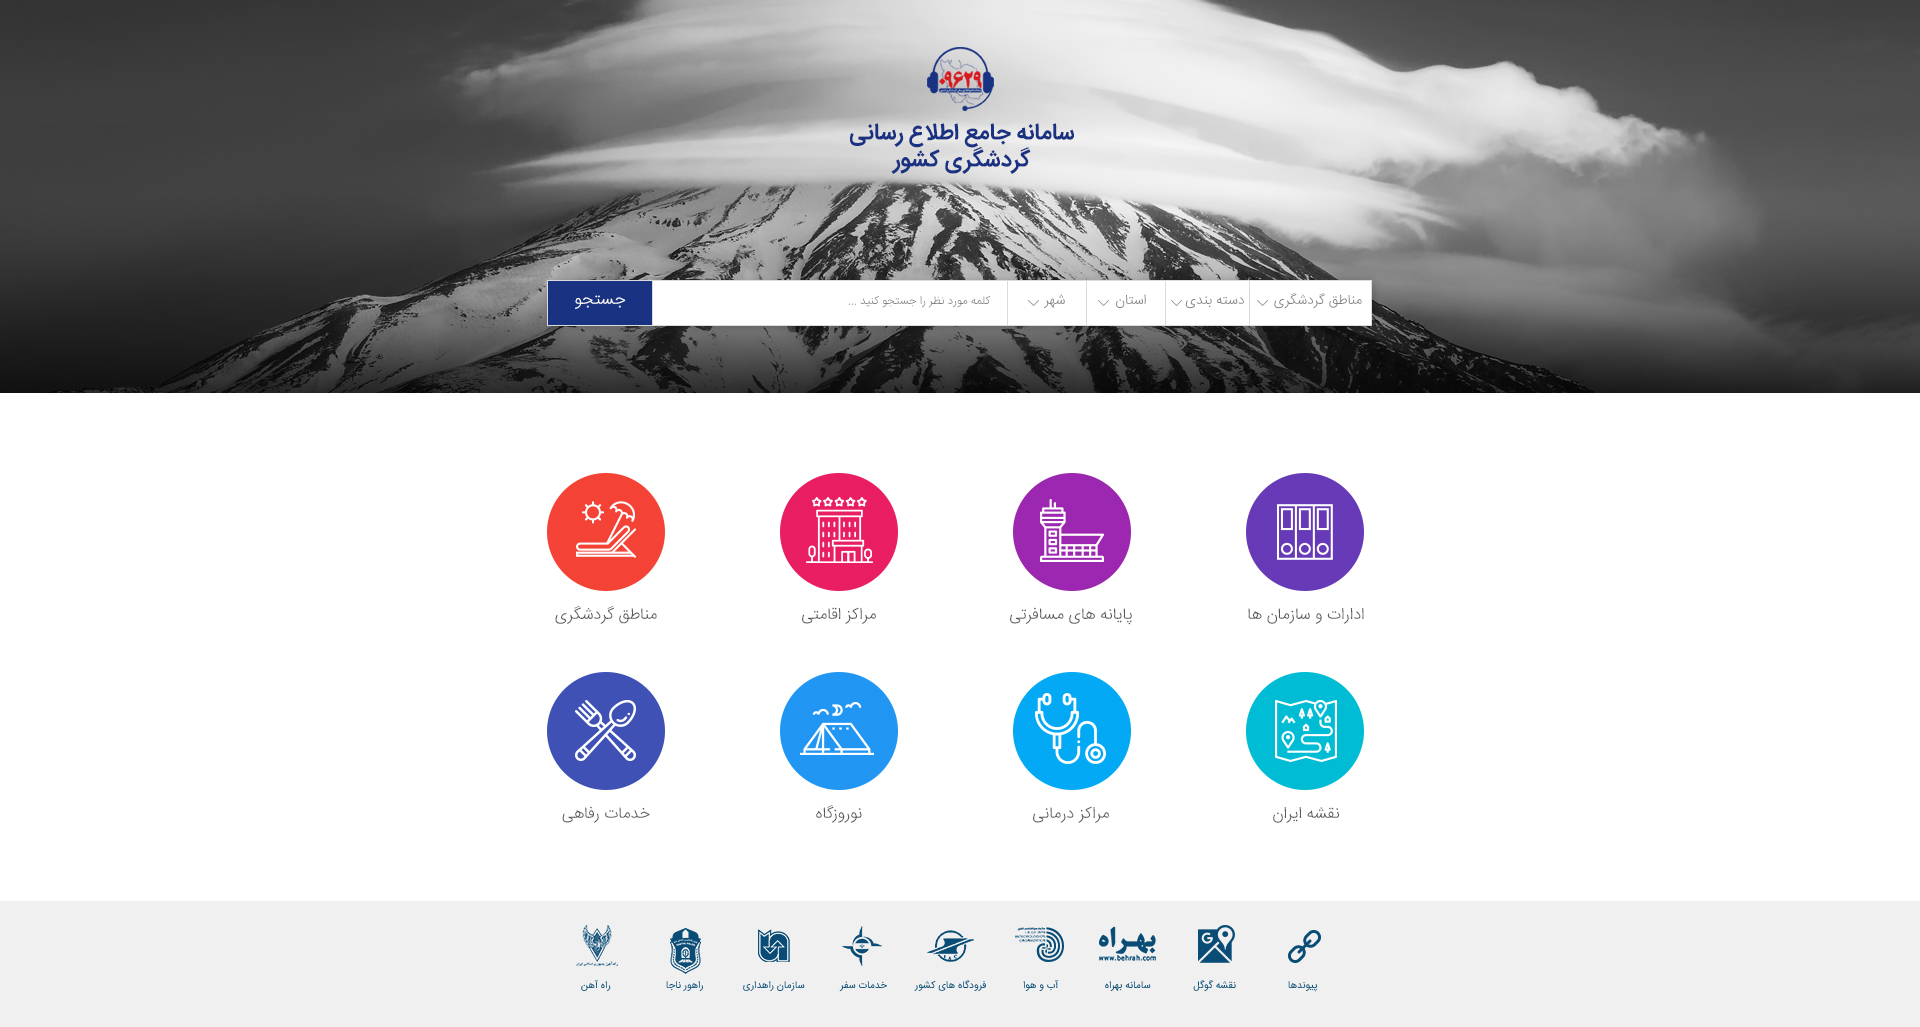 ۰۹۶۲۹
سامانه جامع اطلاع رسانی
گردشگری کشور
مناطق گردشگری
دسته بندی
استان
شهر
کلمه مورد نظر را جستجو کنید ...
جستجو
ادارات و سازمان ها
پایانه های مسافرتی
مراکز اقامتی
مناطق گردشگری
نقشه ایران
مراکز درمانی
نوروزگاه
خدمات رفاهی
G
بهراه
www.behrah.com
I.A.C
پیوندها
نقشه گوگل
سامانه بهراه
آب و هوا
فرودگاه های کشور
خدمات سفر
سازمان راهداری
راهور ناجا
راه آهن